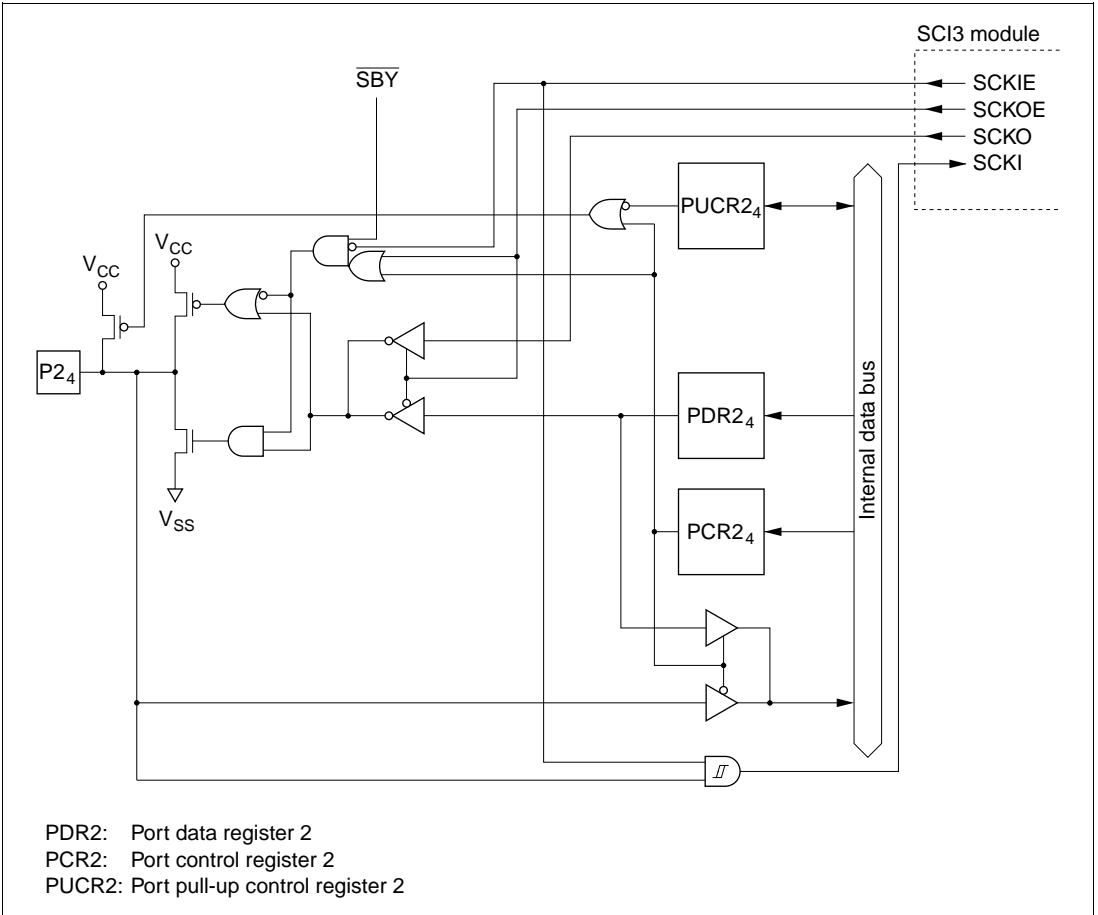 SCI3 module
SBY
SCKIE
SCKOE
SCKO
SCKI
PUCR2₄
V_CC
V_CC
P2₄
PDR2₄
Internal data bus
PCR2₄
V_SS
PDR2: Port data register 2
PCR2: Port control register 2
PUCR2: Port pull-up control register 2